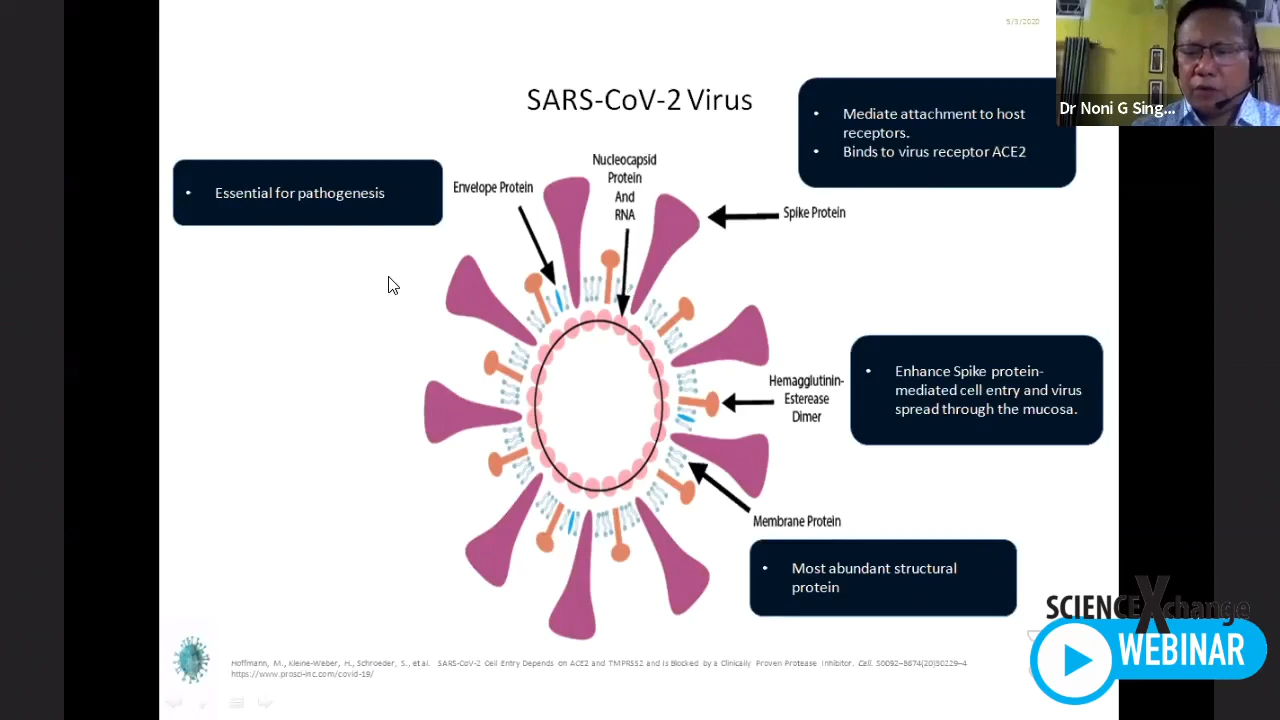 5/3/2020
SARS-CoV-2 Virus
Dr Noni G Sing...
• Mediate attachment to host
receptors.
• Binds to virus receptor ACE2
• Essential for pathogenesis
Envelope Protein
Nucleocapsid
Protein
And
RNA
Spike Protein
Hemagglutinin-
Esterease
Dimer
• Enhance Spike protein-
mediated cell entry and virus
spread through the mucosa.
Membrane Protein
• Most abundant structural
protein
SCIENCEXchange
WEBINAR
Hoffmann, M., Kleine-Weber, H., Schroeder, S., et al. SARS-CoV-2 Cell Entry Depends on ACE2 and TMPRSS2 and Is Blocked by a Clinically Proven Protease Inhibitor. Cell. S0092–8674(20)30229–4
https://www.prosci-inc.com/covid-19/